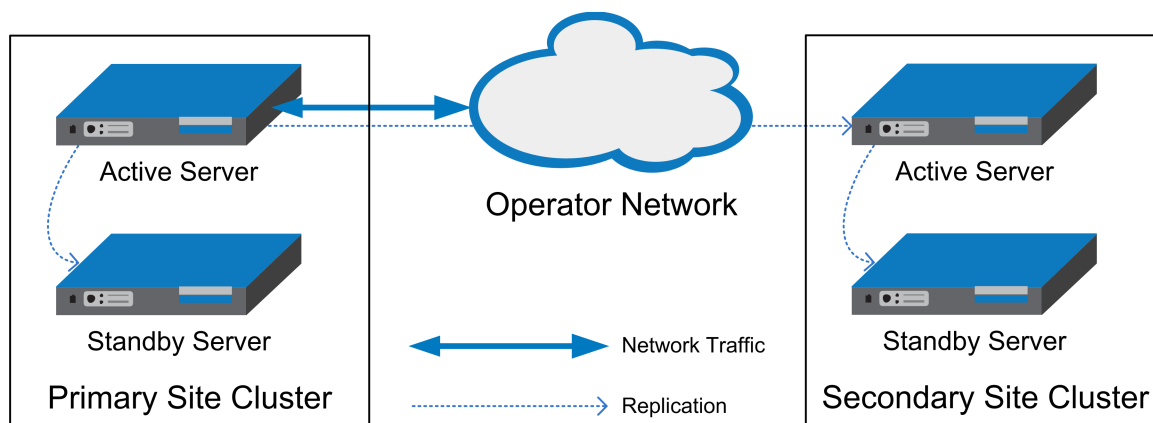 Active Server
Standby Server
Primary Site Cluster
Operator Network
Network Traffic
Replication
Active Server
Standby Server
Secondary Site Cluster